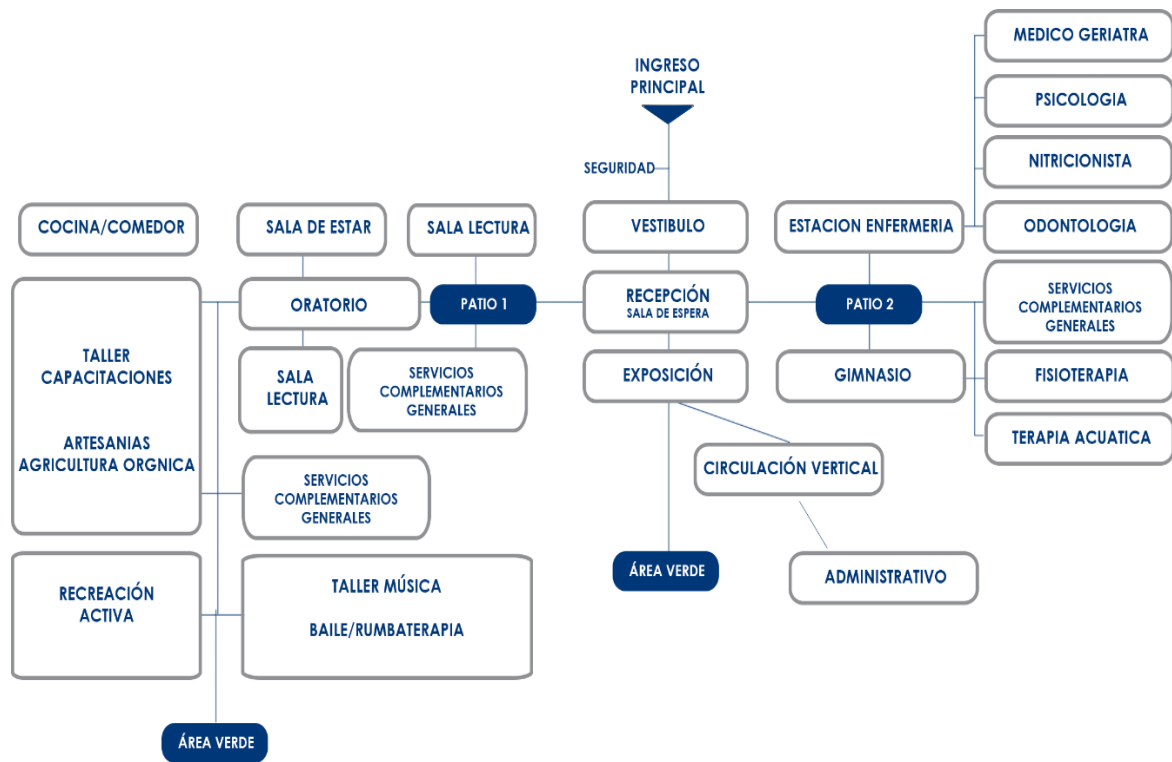 MEDICO GERIATRA
INGRESO
PRINCIPAL
PSICOLOGIA
SEGURIDAD
NITRICIONISTA
COCINA/COMEDOR
SALA DE ESTAR
SALA LECTURA
VESTIBULO
ESTACION ENFERMERIA
ODONTOLOGIA
ORATORIO
PATIO 1
RECEPCIÓN
SALA DE ESPERA
PATIO 2
SERVICIOS
COMPLEMENTARIOS
GENERALES
TALLER
CAPACITACIONES
ARTESANIAS
AGRICULTURA ORGNICA
SALA
LECTURA
SERVICIOS
COMPLEMENTARIOS
GENERALES
EXPOSICIÓN
GIMNASIO
FISIOTERAPIA
TERAPIA ACUATICA
CIRCULACIÓN VERTICAL
SERVICIOS
COMPLEMENTARIOS
GENERALES
ÁREA VERDE
ADMINISTRATIVO
RECREACIÓN
ACTIVA
TALLER MÚSICA
BAILE/RUMBATERAPIA
ÁREA VERDE